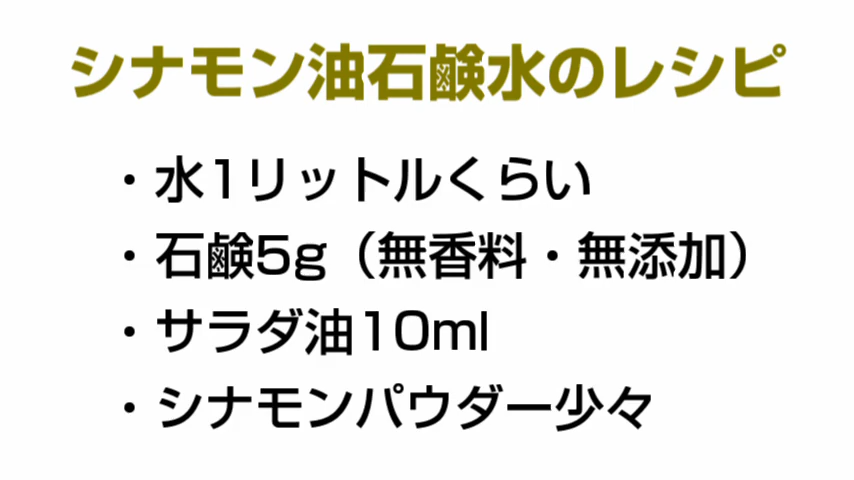 シナモン油石鹸水のレシピ
・水1リットルくらい
・石鹸5g（無香料・無添加）
・サラダ油10ml
・シナモンパウダー少々